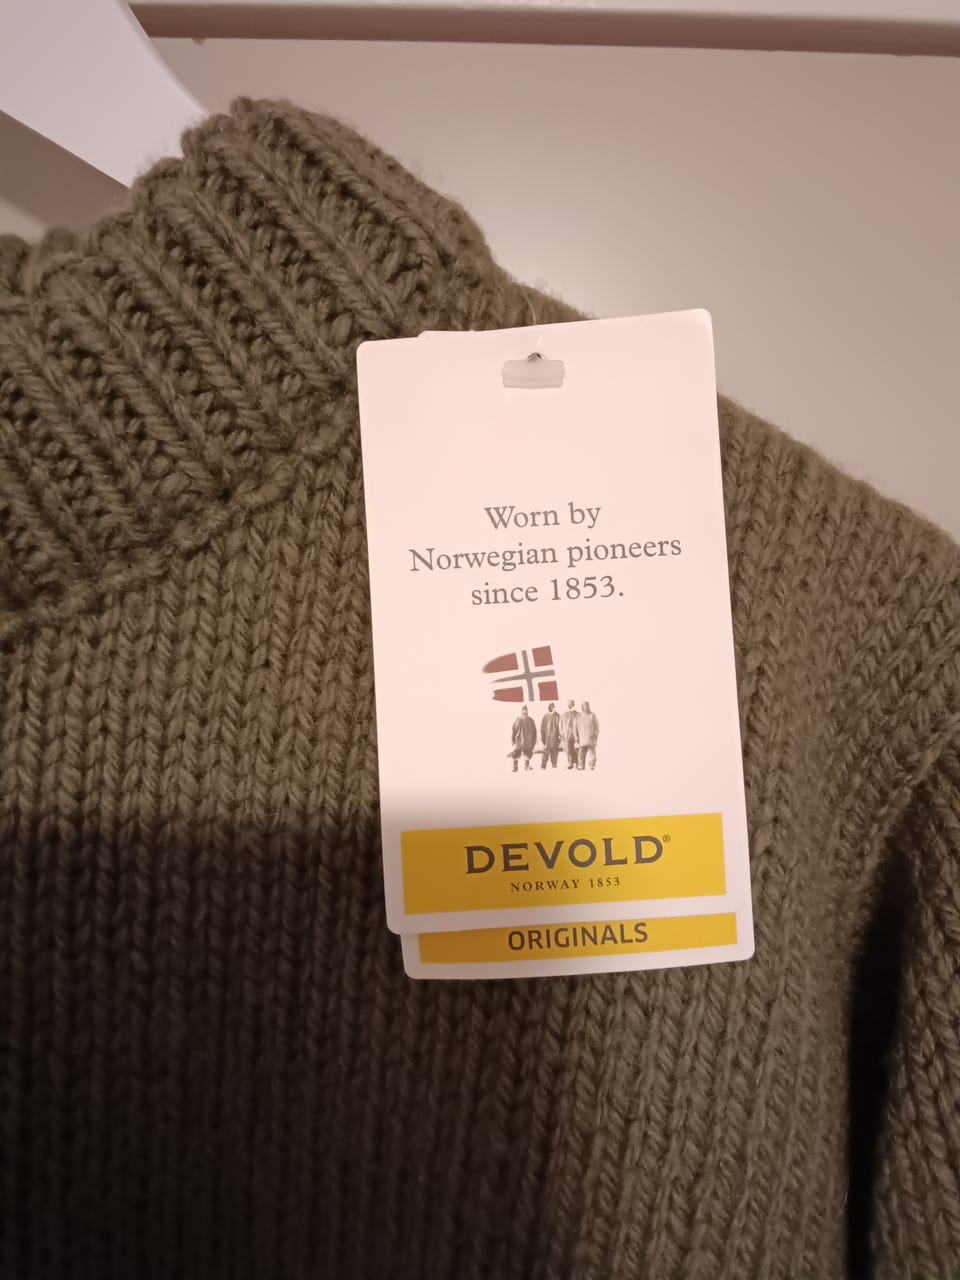 Worn by
Norwegian pioneers
since 1853.
DEVOLD®
NORWAY 1853
ORIGINALS